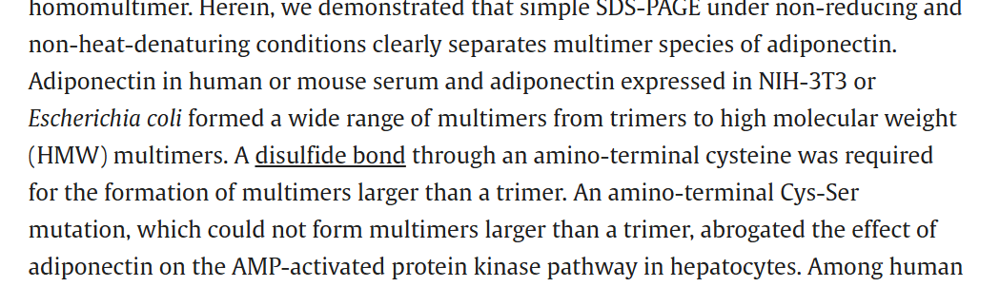 homomultimer. Herein, we demonstrated that simple SDS-PAGE under non-reducing and
non-heat-denaturing conditions clearly separates multimer species of adiponectin.
Adiponectin in human or mouse serum and adiponectin expressed in NIH-3T3 or
Escherichia coli formed a wide range of multimers from trimers to high molecular weight
(HMW) multimers. A disulfide bond through an amino-terminal cysteine was required
for the formation of multimers larger than a trimer. An amino-terminal Cys-Ser
mutation, which could not form multimers larger than a trimer, abrogated the effect of
adiponectin on the AMP-activated protein kinase pathway in hepatocytes. Among human